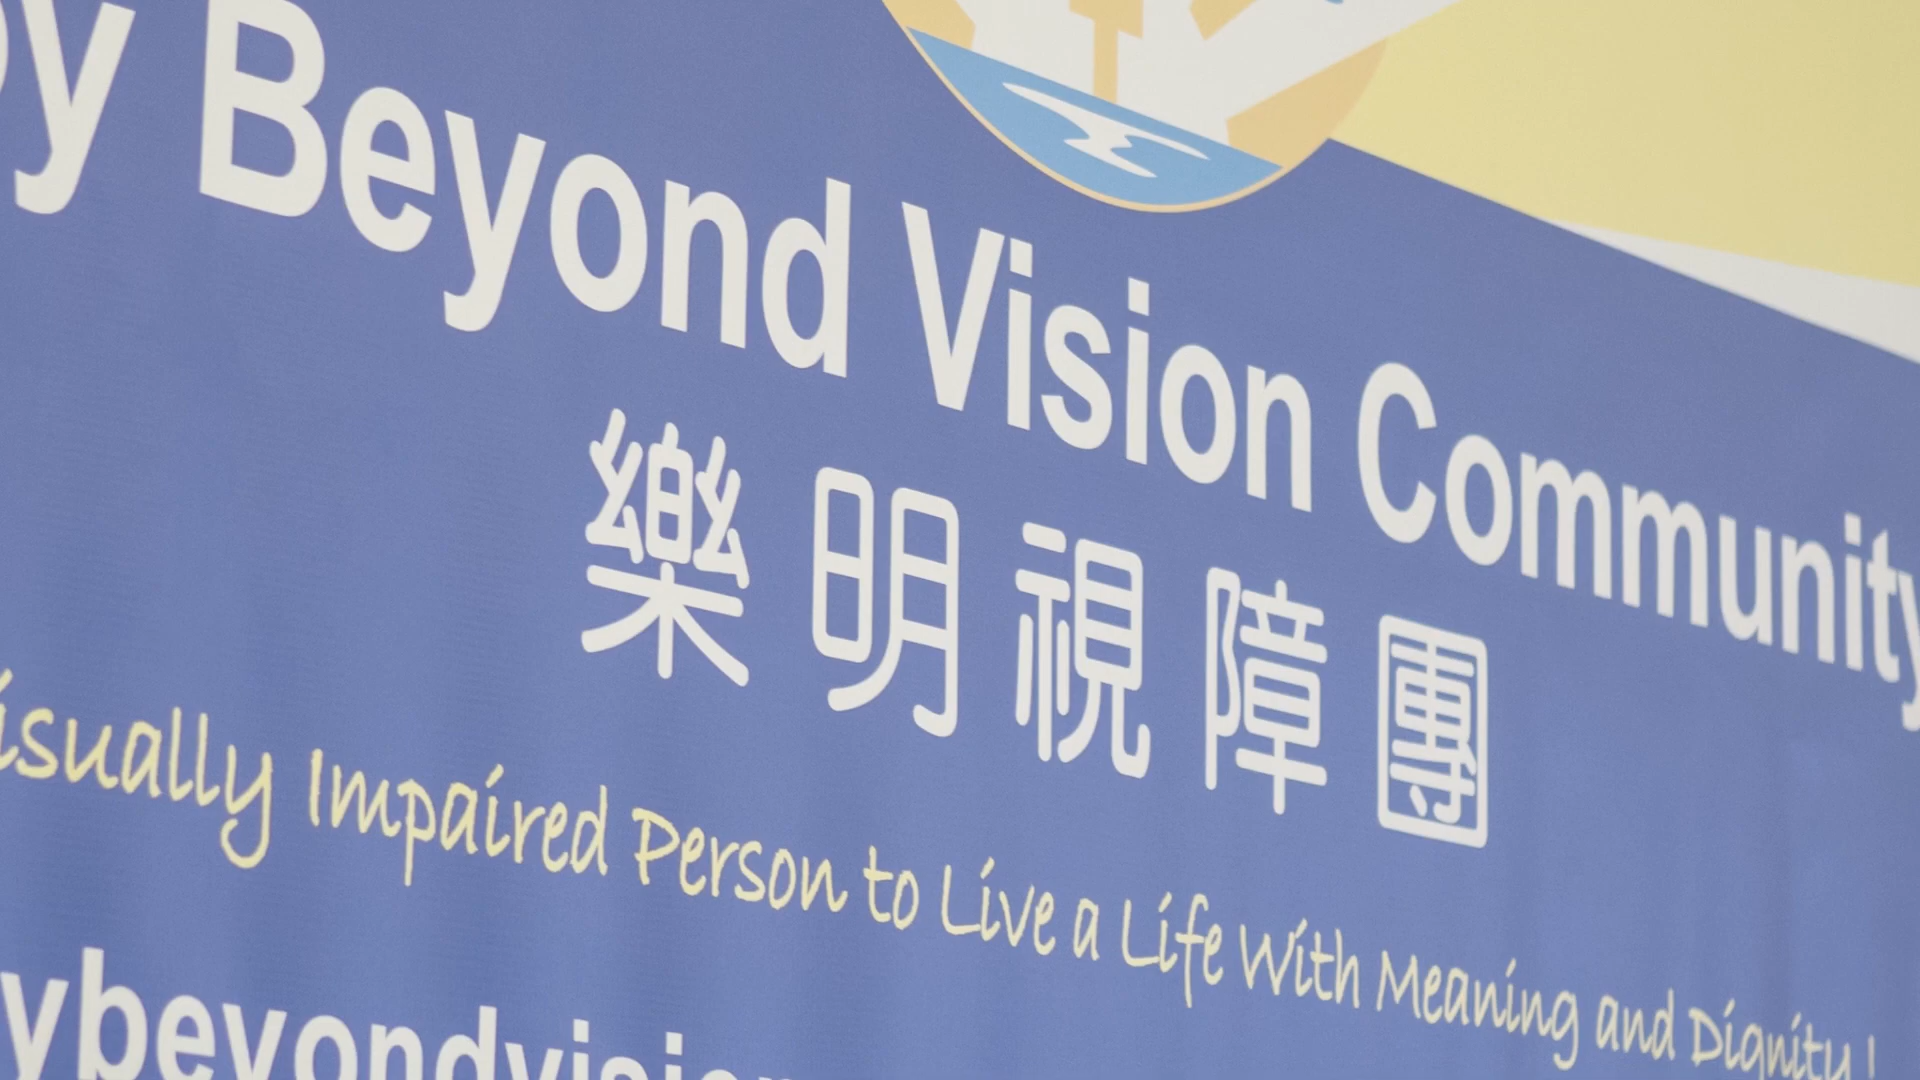 y Beyond Vision Community
樂明視障團
isually Impaired Person to Live a Life With Meaning and Dignity!
ybeyondvision